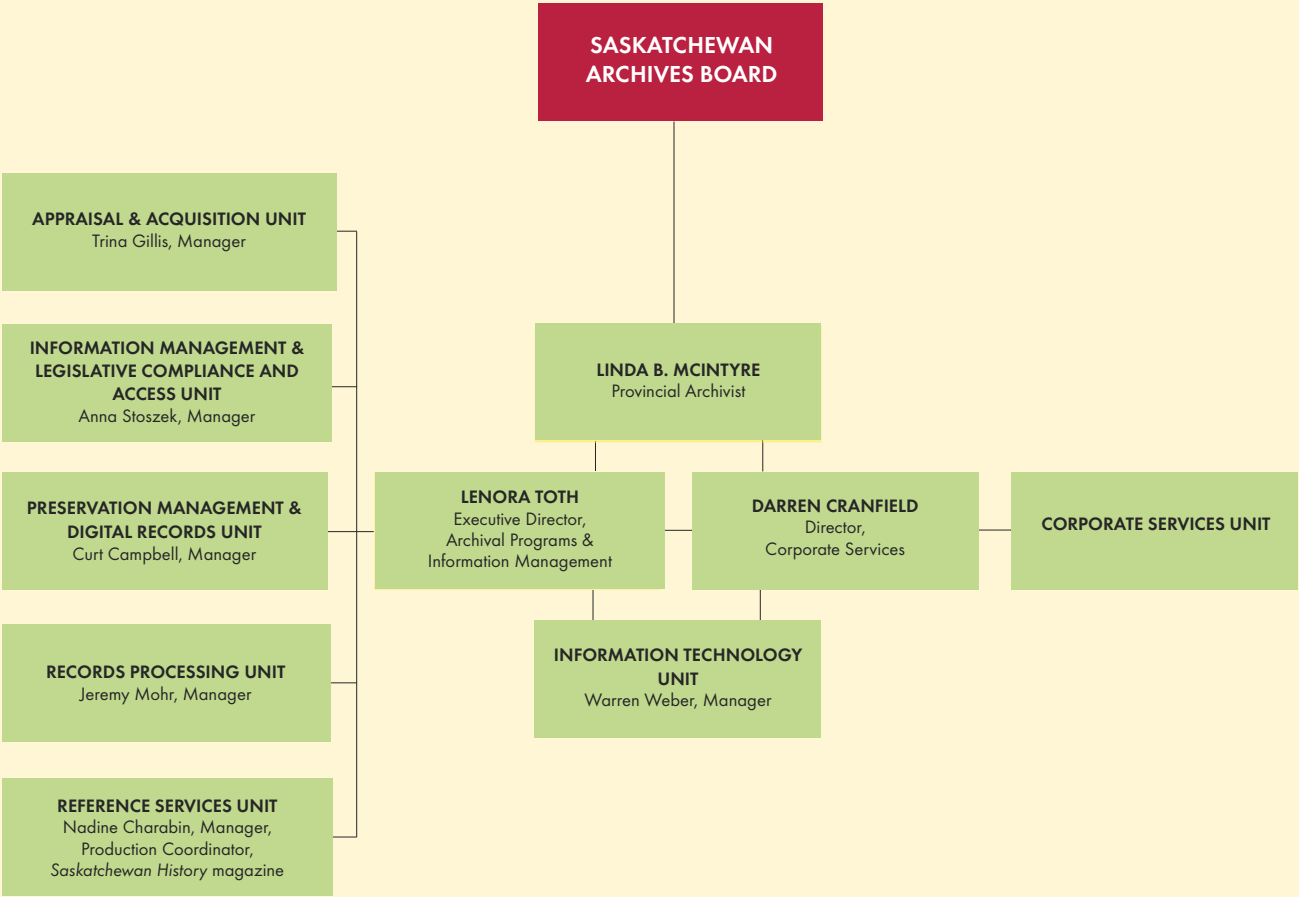 SASKATCHEWAN
ARCHIVES BOARD
APPRAISAL & ACQUISITION UNIT
Trina Gillis, Manager
INFORMATION MANAGEMENT &
LEGISLATIVE COMPLIANCE AND
ACCESS UNIT
Anna Stoszek, Manager
LINDA B. MCINTYRE
Provincial Archivist
PRESERVATION MANAGEMENT &
DIGITAL RECORDS UNIT
Curt Campbell, Manager
LENORA TOTH
Executive Director,
Archival Programs &
Information Management
DARREN CRANFIELD
Director,
Corporate Services
CORPORATE SERVICES UNIT
RECORDS PROCESSING UNIT
Jeremy Mohr, Manager
INFORMATION TECHNOLOGY
UNIT
Warren Weber, Manager
REFERENCE SERVICES UNIT
Nadine Charabin, Manager,
Production Coordinator,
Saskatchewan History magazine